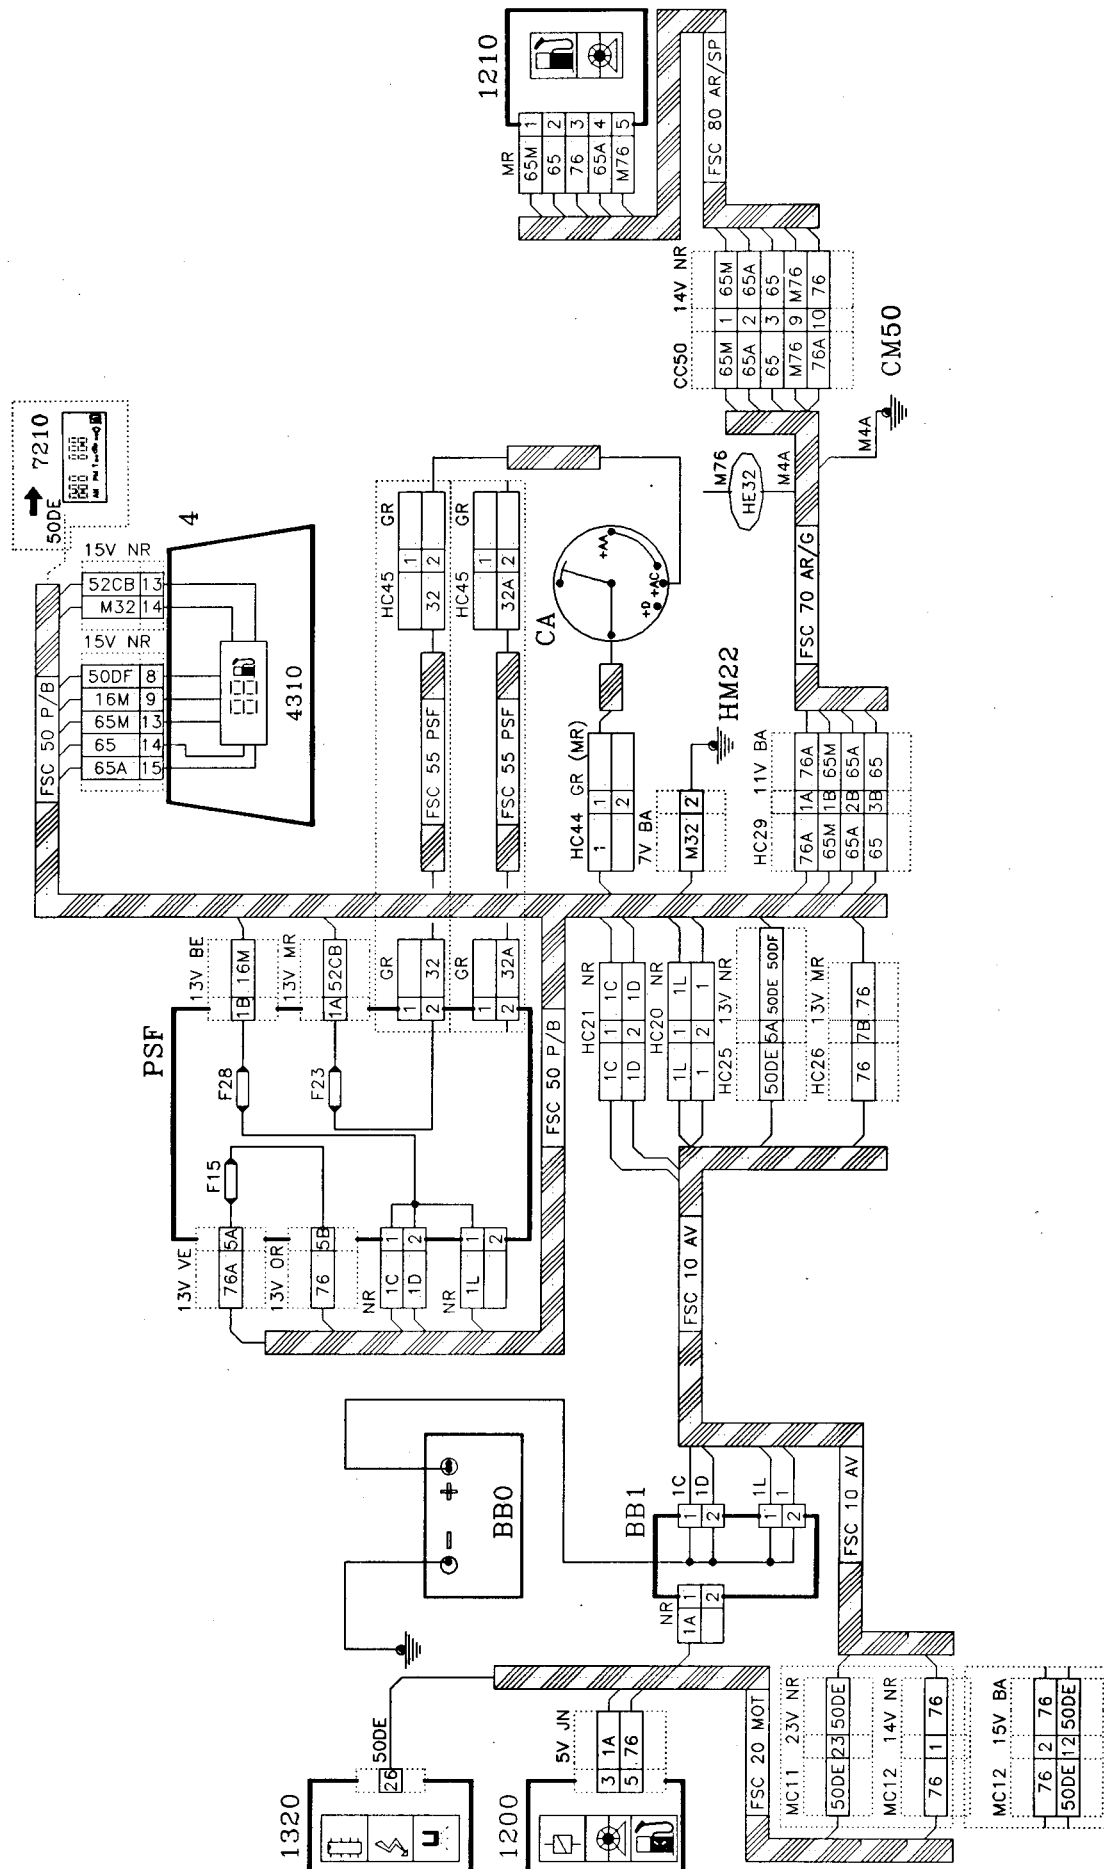 1320
26 50DE
1200
5V JN
3 1A
5 76
FSC 20 MOT
MC11 23V NR
50DE 23 50DE
MC12 14V NR
76 1 76
MC12 15V BA
76 2 76
50DE 12 50DE
BB0
+ −
BB1
NR
1A 1
2
1 1C
2 1D
1 1L
2 1
FSC 10 AV
FSC 10 AV
PSF
13V VE
76A 5A
F15
13V OR
76 5B
NR
1C 1
1D 2
NR
1L 1
2
F28
F23
13V BE
1B 16M
13V MR
1A 52CB
GR
1
2 32
GR
1
2 32A
FSC 50 P/B
HC21 NR
1C 1 1C
1D 2 1D
HC20 NR
1L 1 1L
1 2 1
HC25 13V NR
50DE 5A 50DE 50DF
HC26 13V MR
76 7B 76
FSC 50 P/B
50DE
7210
AM PM
15V NR
52CB 13
M32 14
15V NR
50DF 8
16M 9
65M 13
65 14
65A 15
4
4310
FSC 55 PSF
HC45 GR
1
32 2
FSC 55 PSF
HC45 GR
1
32A 2
CA
+AA
+AC
+D
HC44 GR (MR)
1 1
2
7V BA
M32 2
HM22
HC29 11V BA
76A 1A 76A
65M 1B 65M
65A 2B 65A
65 3B 65
FSC 70 AR/G
M76
HE32
M4A
M4A
CM50
CC50 14V NR
65M 1 65M
65A 2 65A
65 3 65
M76 9 M76
76A 10 76
FSC 80 AR/SP
1210
MR
65M 1
65 2
76 3
65A 4
M76 5